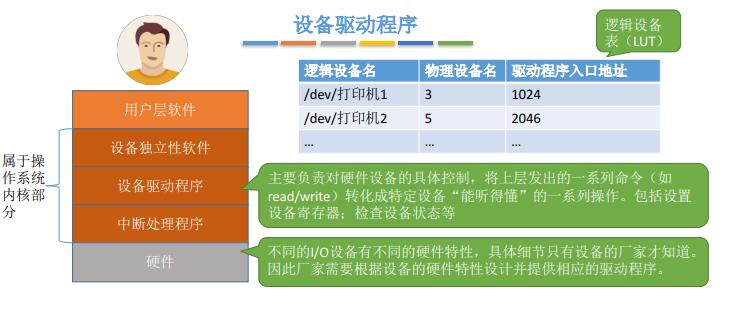 设备驱动程序
逻辑设备
表（LUT）
逻辑设备名 物理设备名 驱动程序入口地址
/dev/打印机1 3 1024
/dev/打印机2 5 2046
... ...
用户层软件
设备独立性软件
设备驱动程序
中断处理程序
硬件
属于操
作系统
内核部
分
主要负责对硬件设备的具体控制，将上层发出的一系列命令（如
read/write）转化成特定设备“能听得懂”的一系列操作。包括设置
设备寄存器；检查设备状态等
不同的I/O设备有不同的硬件特性，具体细节只有设备的厂家才知道。
因此厂家需要根据设备的硬件特性设计并提供相应的驱动程序。